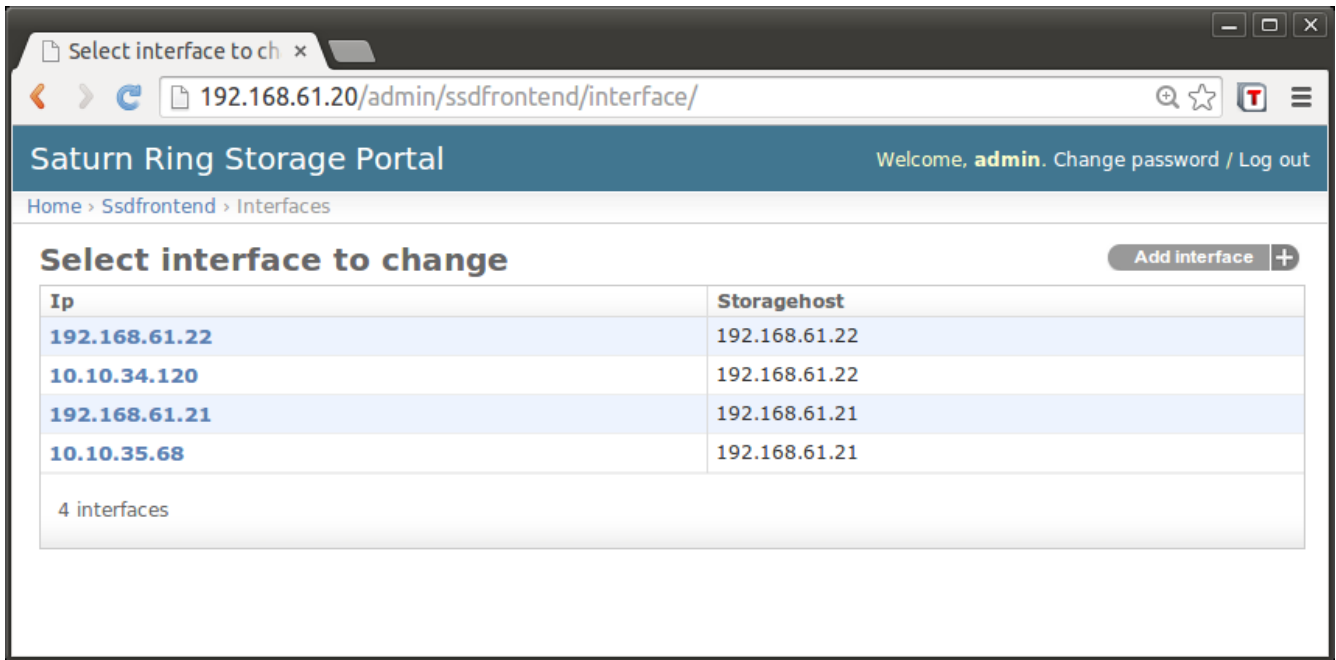 Select interface to ch
192.168.61.20/admin/ssdfrontend/interface/
T
Saturn Ring Storage Portal
Welcome, admin. Change password / Log out
Home › Ssdfrontend › Interfaces
Select interface to change
Add interface +
Ip Storagehost
192.168.61.22 192.168.61.22
10.10.34.120 192.168.61.22
192.168.61.21 192.168.61.21
10.10.35.68 192.168.61.21
4 interfaces